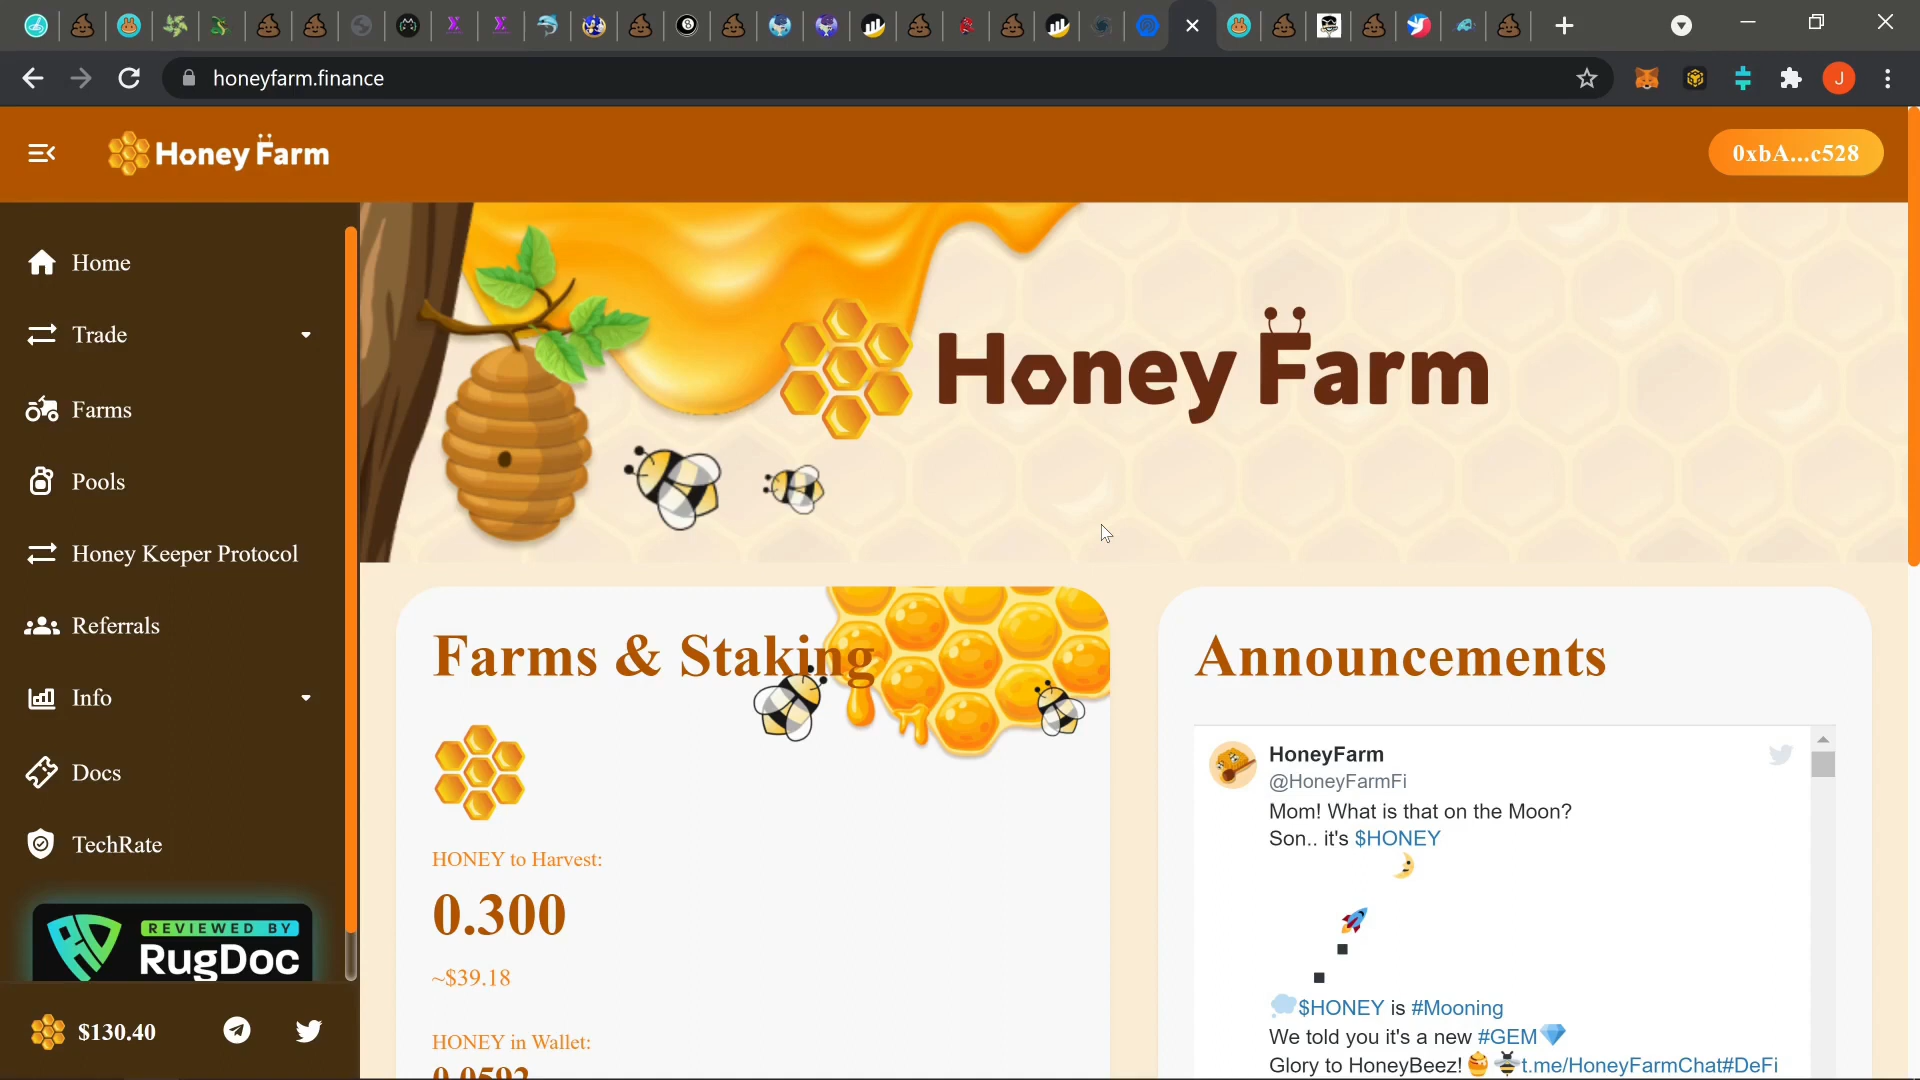 honeyfarm.finance
J
Honey Farm
0xbA...c528
Home
Trade
Farms
Pools
Honey Keeper Protocol
Referrals
Info
Docs
TechRate
REVIEWED BY
RugDoc
$130.40
Honey Farm
Farms & Staking
HONEY to Harvest:
0.300
~$39.18
HONEY in Wallet:
0.0592
Announcements
HoneyFarm
@HoneyFarmFi
Mom! What is that on the Moon?
Son.. it's $HONEY
$HONEY is #Mooning
We told you it's a new #GEM
Glory to HoneyBeez! t.me/HoneyFarmChat#DeFi